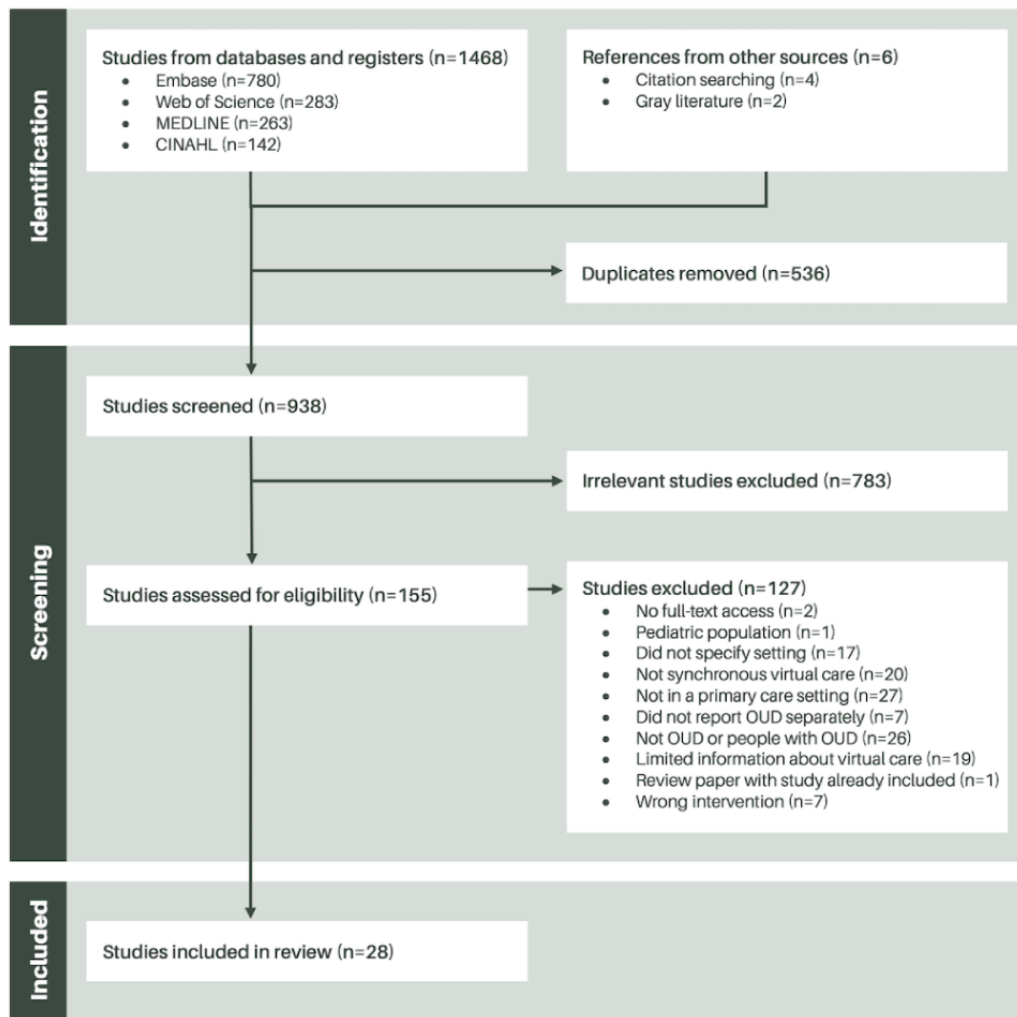 Identification
Studies from databases and registers (n=1468)
• Embase (n=780)
• Web of Science (n=283)
• MEDLINE (n=263)
• CINAHL (n=142)
References from other sources (n=6)
• Citation searching (n=4)
• Gray literature (n=2)
Duplicates removed (n=536)
Screening
Studies screened (n=938)
Irrelevant studies excluded (n=783)
Studies assessed for eligibility (n=155)
Studies excluded (n=127)
• No full-text access (n=2)
• Pediatric population (n=1)
• Did not specify setting (n=17)
• Not synchronous virtual care (n=20)
• Not in a primary care setting (n=27)
• Did not report OUD separately (n=7)
• Not OUD or people with OUD (n=26)
• Limited information about virtual care (n=19)
• Review paper with study already included (n=1)
• Wrong intervention (n=7)
Included
Studies included in review (n=28)